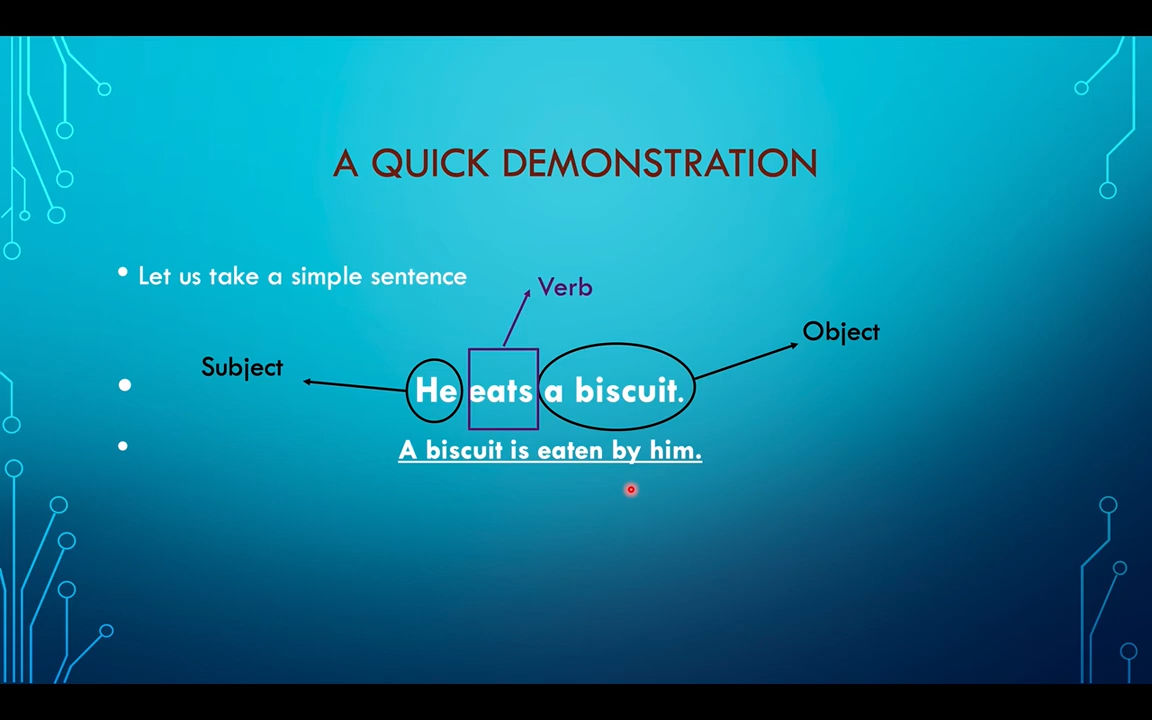 A QUICK DEMONSTRATION
• Let us take a simple sentence
Verb
Object
Subject
• He eats a biscuit.
• A biscuit is eaten by him.